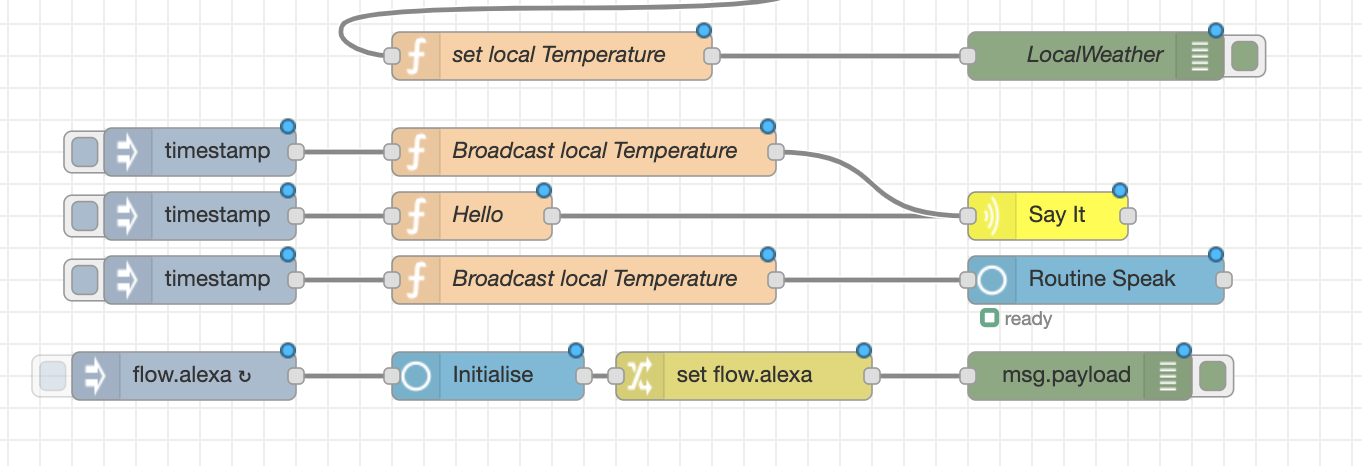 set local Temperature
LocalWeather
timestamp
Broadcast local Temperature
timestamp
Hello
Say It
timestamp
Broadcast local Temperature
Routine Speak
ready
flow.alexa ↻
Initialise
set flow.alexa
msg.payload